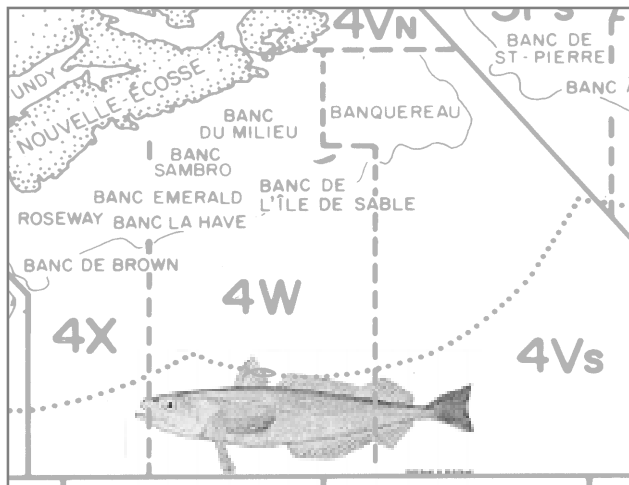 4VN
BANC DE
ST-PIERRE
UNDY
NOUVELLE-ÉCOSSE
BANC
DU MILIEU
BANQUEREAU
BANC
SAMBRO
BANC EMERALD
BANC DE
L'ÎLE DE SABLE
ROSEWAY
BANC LA HAVE
BANC DE BROWN
4W
4X
4Vs